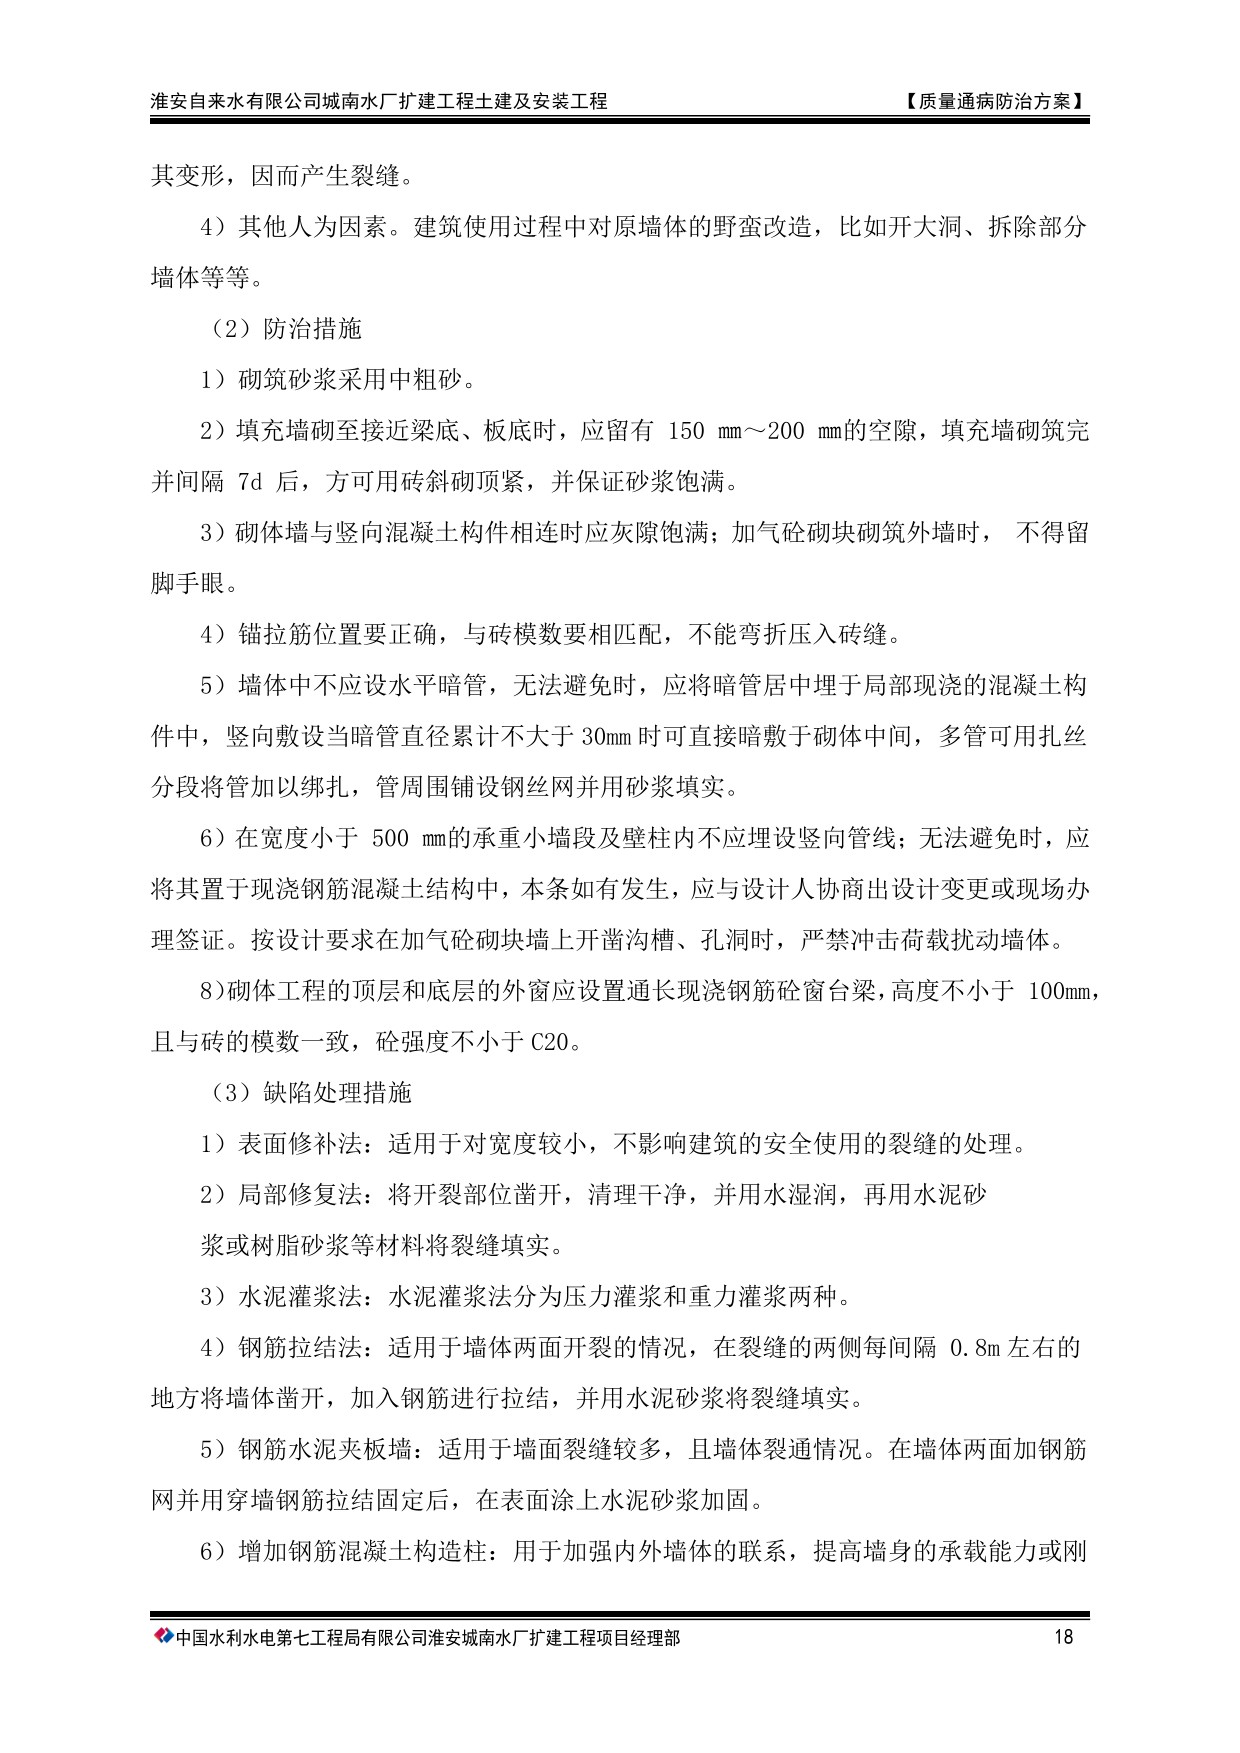 淮安自来水有限公司城南水厂扩建工程土建及安装工程 【质量通病防治方案】
其变形，因而产生裂缝。
4）其他人为因素。建筑使用过程中对原墙体的野蛮改造，比如开大洞、拆除部分
墙体等等。
（2）防治措施
1）砌筑砂浆采用中粗砂。
2）填充墙砌至接近梁底、板底时，应留有 150 ㎜～200 ㎜的空隙，填充墙砌筑完
并间隔 7d 后，方可用砖斜砌顶紧，并保证砂浆饱满。
3）砌体墙与竖向混凝土构件相连时应灰隙饱满；加气砼砌块砌筑外墙时， 不得留
脚手眼。
4）锚拉筋位置要正确，与砖模数要相匹配，不能弯折压入砖缝。
5）墙体中不应设水平暗管，无法避免时，应将暗管居中埋于局部现浇的混凝土构
件中，竖向敷设当暗管直径累计不大于 30mm 时可直接暗敷于砌体中间，多管可用扎丝
分段将管加以绑扎，管周围铺设钢丝网并用砂浆填实。
6）在宽度小于 500 ㎜的承重小墙段及壁柱内不应埋设竖向管线；无法避免时，应
将其置于现浇钢筋混凝土结构中，本条如有发生，应与设计人协商出设计变更或现场办
理签证。按设计要求在加气砼砌块墙上开凿沟槽、孔洞时，严禁冲击荷载扰动墙体。
8)砌体工程的顶层和底层的外窗应设置通长现浇钢筋砼窗台梁，高度不小于 100mm，
且与砖的模数一致，砼强度不小于 C20。
（3）缺陷处理措施
1）表面修补法：适用于对宽度较小，不影响建筑的安全使用的裂缝的处理。
2）局部修复法：将开裂部位凿开，清理干净，并用水湿润，再用水泥砂
浆或树脂砂浆等材料将裂缝填实。
3）水泥灌浆法：水泥灌浆法分为压力灌浆和重力灌浆两种。
4）钢筋拉结法：适用于墙体两面开裂的情况，在裂缝的两侧每间隔 0.8m 左右的
地方将墙体凿开，加入钢筋进行拉结，并用水泥砂浆将裂缝填实。
5）钢筋水泥夹板墙：适用于墙面裂缝较多，且墙体裂通情况。在墙体两面加钢筋
网并用穿墙钢筋拉结固定后，在表面涂上水泥砂浆加固。
6）增加钢筋混凝土构造柱：用于加强内外墙体的联系，提高墙身的承载能力或刚
中国水利水电第七工程局有限公司淮安城南水厂扩建工程项目经理部 18